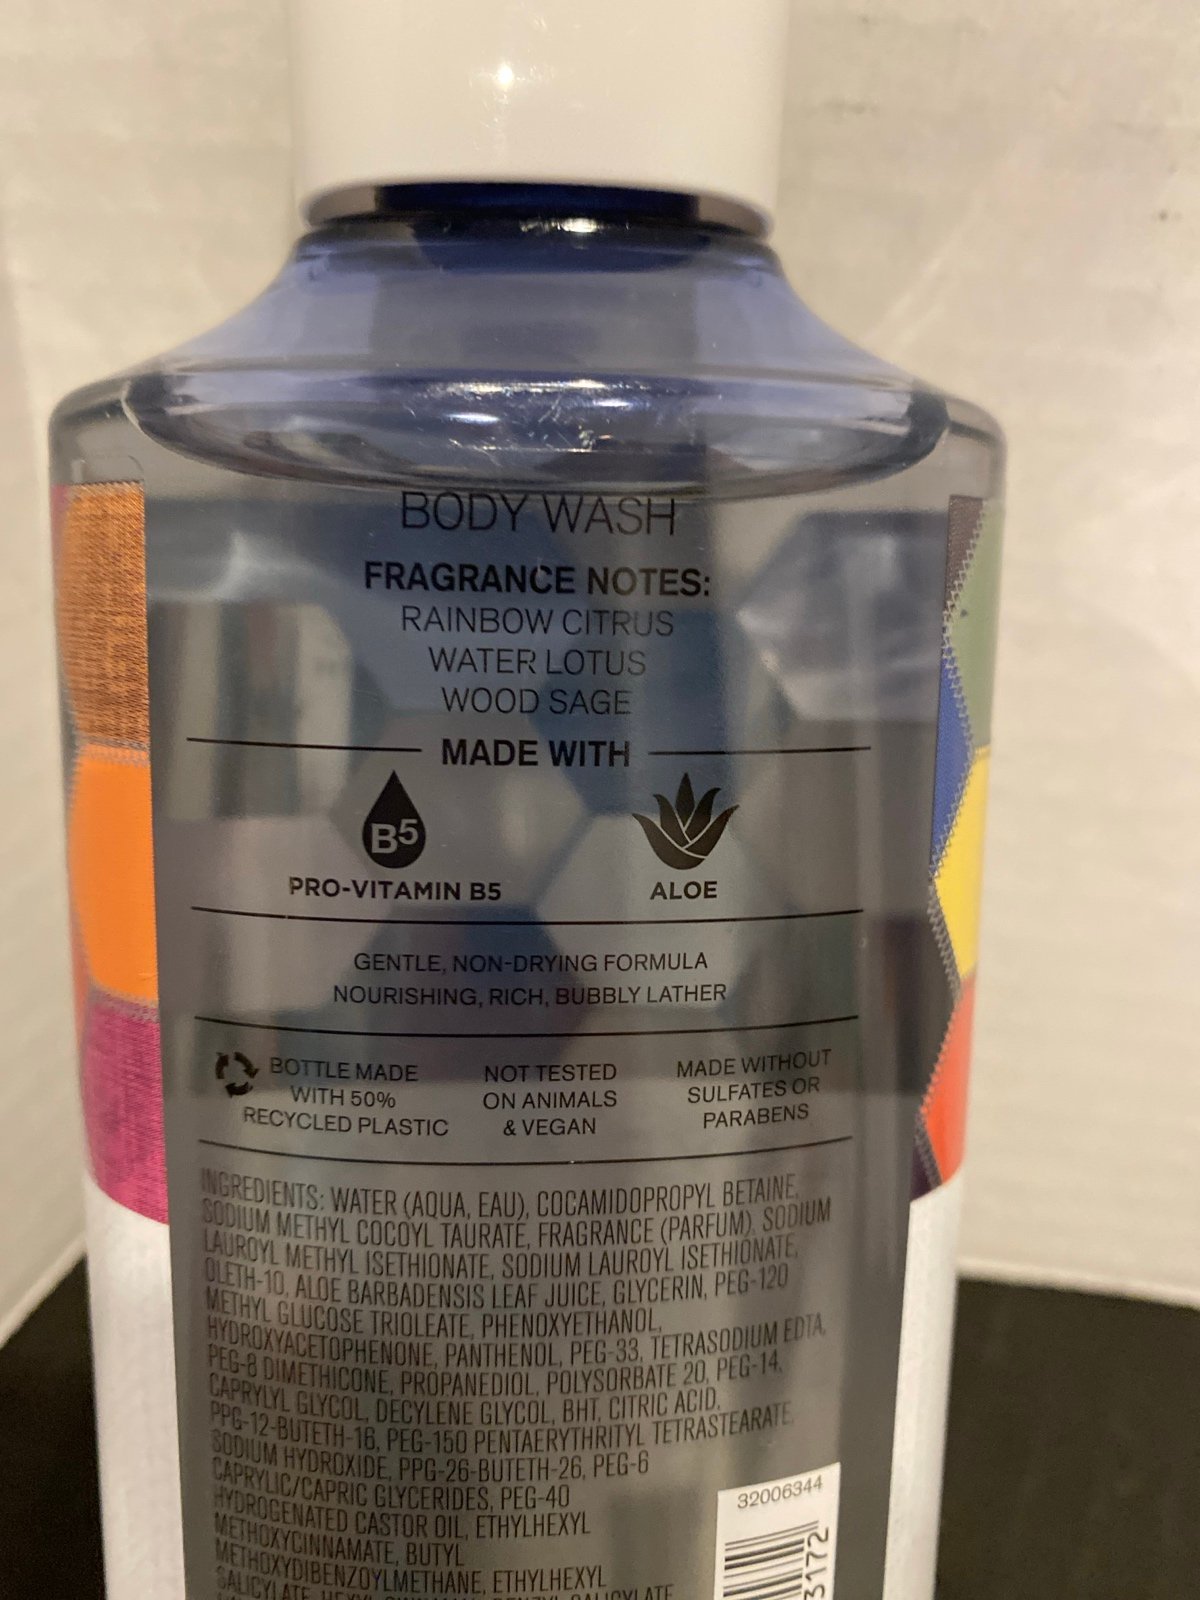 BODY WASH
FRAGRANCE NOTES:
RAINBOW CITRUS
WATER LOTUS
WOOD SAGE
MADE WITH
B5
PRO-VITAMIN B5
ALOE
GENTLE, NON-DRYING FORMULA
NOURISHING, RICH, BUBBLY LATHER
BOTTLE MADE
WITH 50%
RECYCLED PLASTIC
NOT TESTED
ON ANIMALS
& VEGAN
MADE WITHOUT
SULFATES OR
PARABENS
INGREDIENTS: WATER (AQUA, EAU), COCAMIDOPROPYL BETAINE,
SODIUM METHYL COCOYL TAURATE, FRAGRANCE (PARFUM), SODIUM
LAUROYL METHYL ISETHIONATE, SODIUM LAUROYL ISETHIONATE,
OLETH-10, ALOE BARBADENSIS LEAF JUICE, GLYCERIN, PEG-120
METHYL GLUCOSE TRIOLEATE, PHENOXYETHANOL,
HYDROXYACETOPHENONE, PANTHENOL, PEG-33, TETRASODIUM EDTA,
PEG-8 DIMETHICONE, PROPANEDIOL, POLYSORBATE 20, PEG-14,
CAPRYLYL GLYCOL, DECYLENE GLYCOL, BHT, CITRIC ACID,
PPG-12-BUTETH-16, PEG-150 PENTAERYTHRITYL TETRASTEARATE,
SODIUM HYDROXIDE, PPG-26-BUTETH-26, PEG-6
CAPRYLIC/CAPRIC GLYCERIDES, PEG-40
HYDROGENATED CASTOR OIL, ETHYLHEXYL
METHOXYCINNAMATE, BUTYL
METHOXYDIBENZOYLMETHANE, ETHYLHEXYL
SALICYLATE, HEXYL CINNAMAL, BENZYL SALICYLATE
32006344
3172